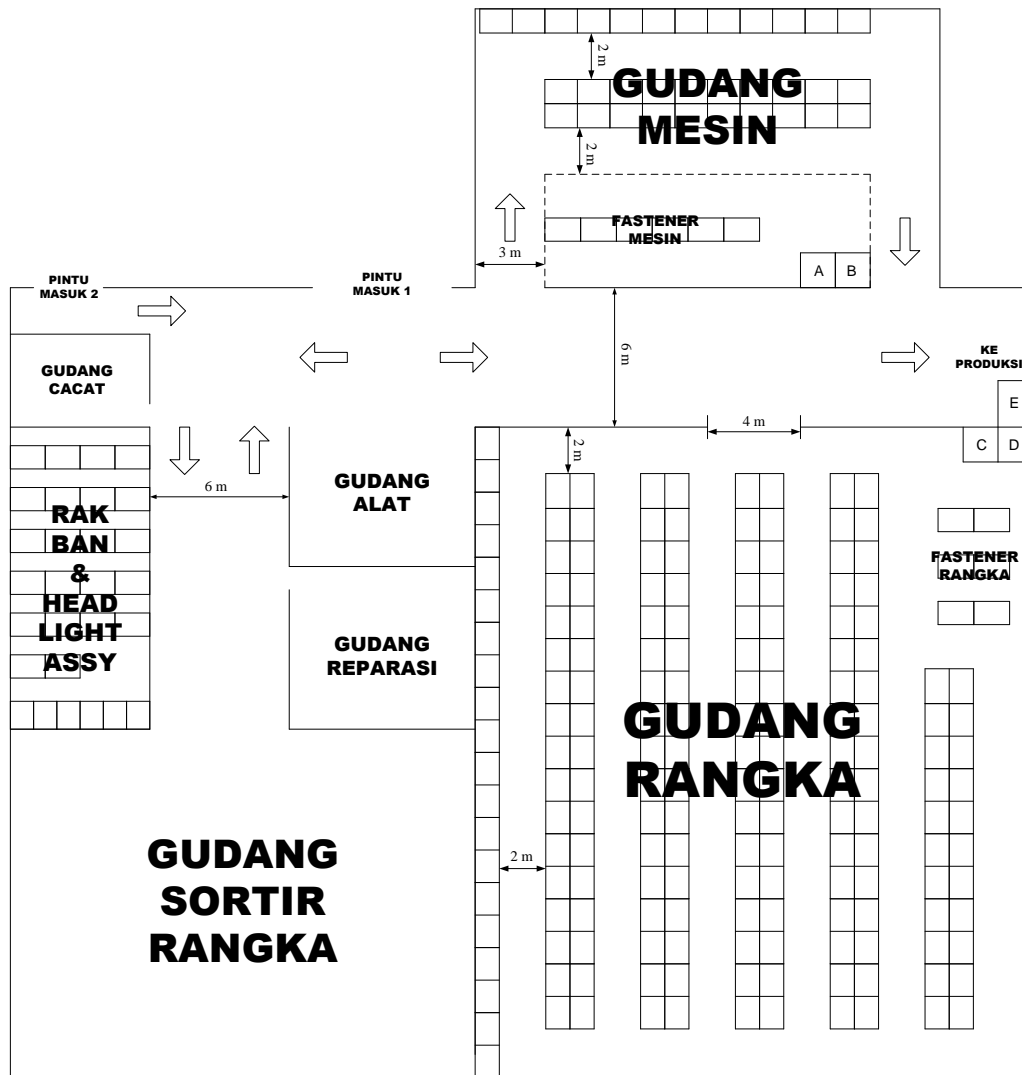 2 m
GUDANG
MESIN
2 m
FASTENER
MESIN
3 m
A
B
PINTU
MASUK 2
PINTU
MASUK 1
6 m
KE
PRODUKSI
GUDANG
CACAT
E
4 m
C
D
2 m
6 m
GUDANG
ALAT
RAK
BAN
&
HEAD
LIGHT
ASSY
FASTENER
RANGKA
GUDANG
REPARASI
GUDANG
RANGKA
GUDANG
SORTIR
RANGKA
2 m